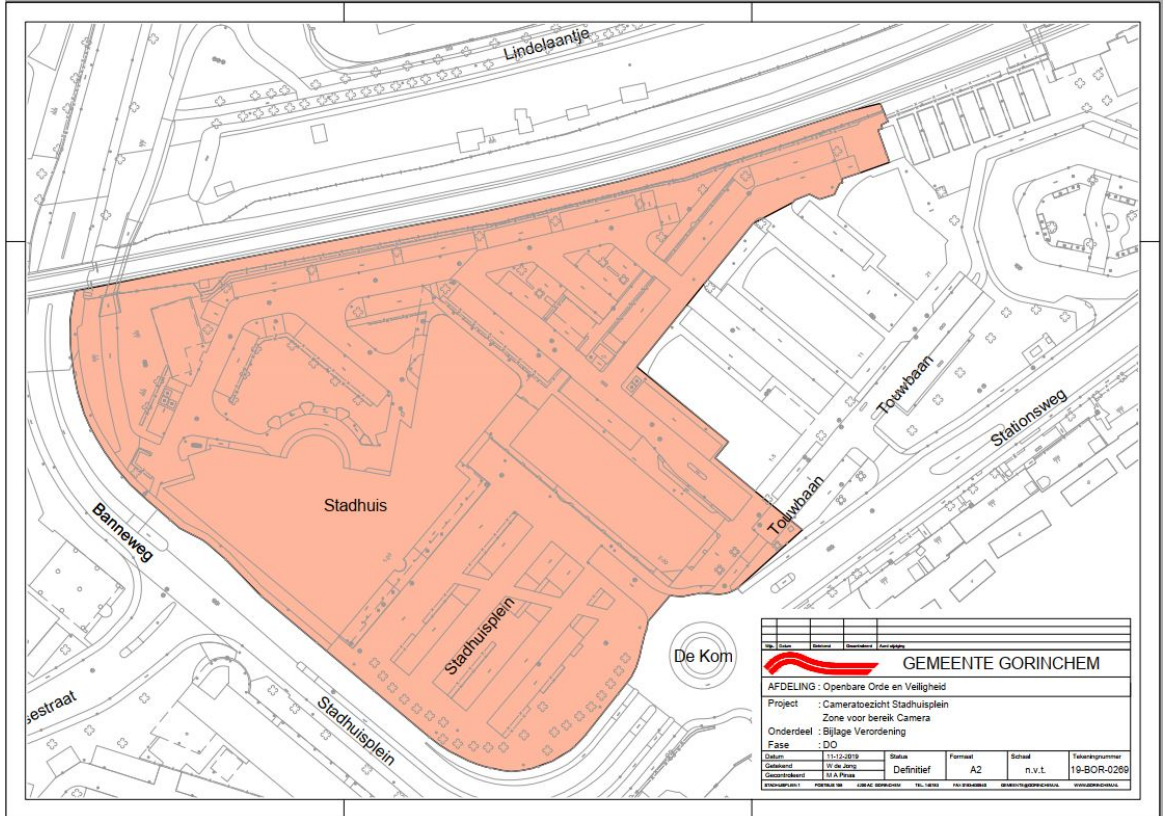 Lindelaantje
Touwbaan
Stationsweg
Stadhuis
Touwbaan
Banneweg
Stadhuisplein
De Kom
sestraat
Stadhuisplein
Datum
GEMEENTE GORINCHEM
AFDELING : Openbare Orde en Veiligheid
Project : Cameratoezicht Stadhuisplein
Zone voor bereik Camera
Onderdeel : Bijlage Verordening
Fase : DO
Datum 11-12-2019 Status Formaat Schaal Tekeningnummer
Getekend W de Jong Definitief A2 n.v.t. 19-BOR-0269
Gecontroleerd